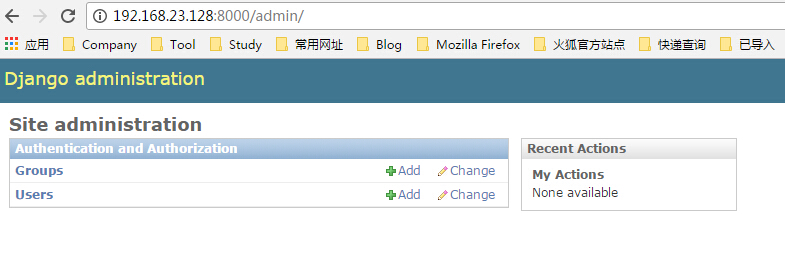 192.168.23.128:8000/admin/
应用 Company Tool Study 常用网址 Blog Mozilla Firefox 火狐官方站点 快递查询 已导入
Django administration
Site administration
Authentication and Authorization
Groups Add Change
Users Add Change
Recent Actions
My Actions
None available